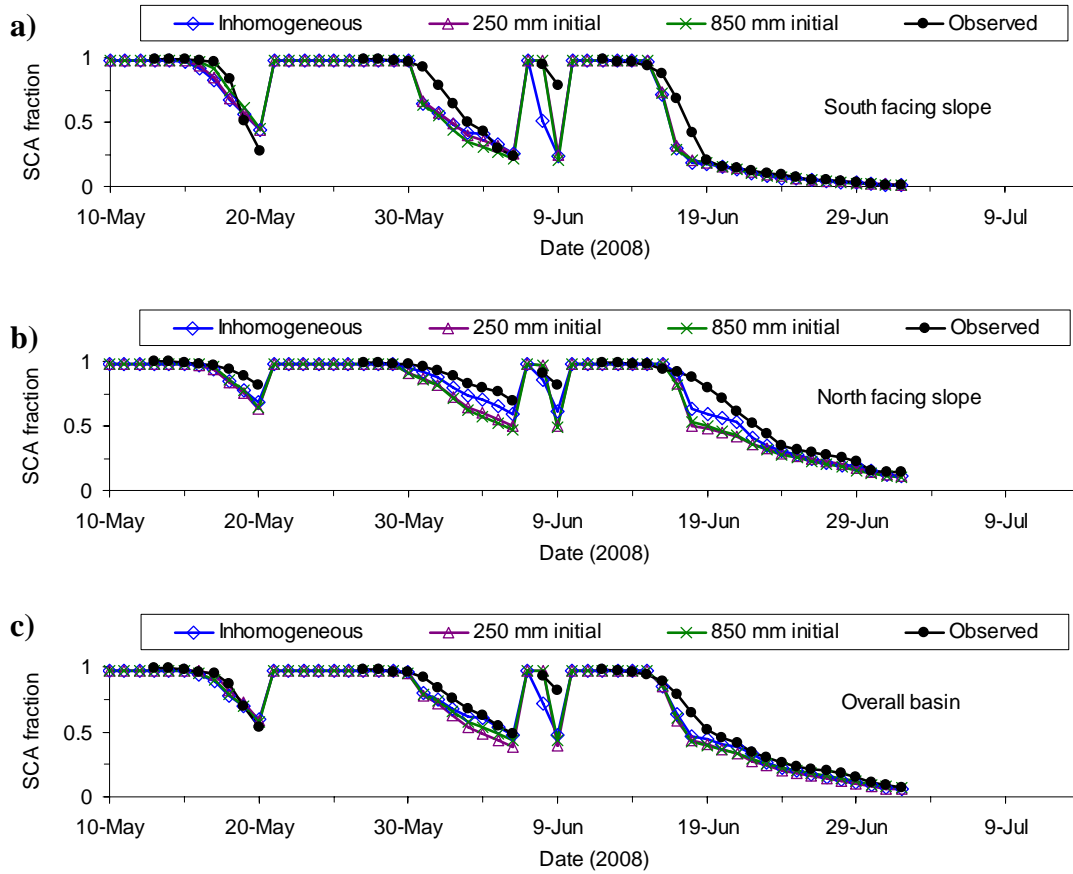 a)
Inhomogeneous 250 mm initial 850 mm initial Observed
SCA fraction
1
0.5
0
South facing slope
10-May 20-May 30-May 9-Jun 19-Jun 29-Jun 9-Jul
Date (2008)
b)
Inhomogeneous 250 mm initial 850 mm initial Observed
SCA fraction
1
0.5
0
North facing slope
10-May 20-May 30-May 9-Jun 19-Jun 29-Jun 9-Jul
Date (2008)
c)
Inhomogeneous 250 mm initial 850 mm initial Observed
SCA fraction
1
0.5
0
Overall basin
10-May 20-May 30-May 9-Jun 19-Jun 29-Jun 9-Jul
Date (2008)